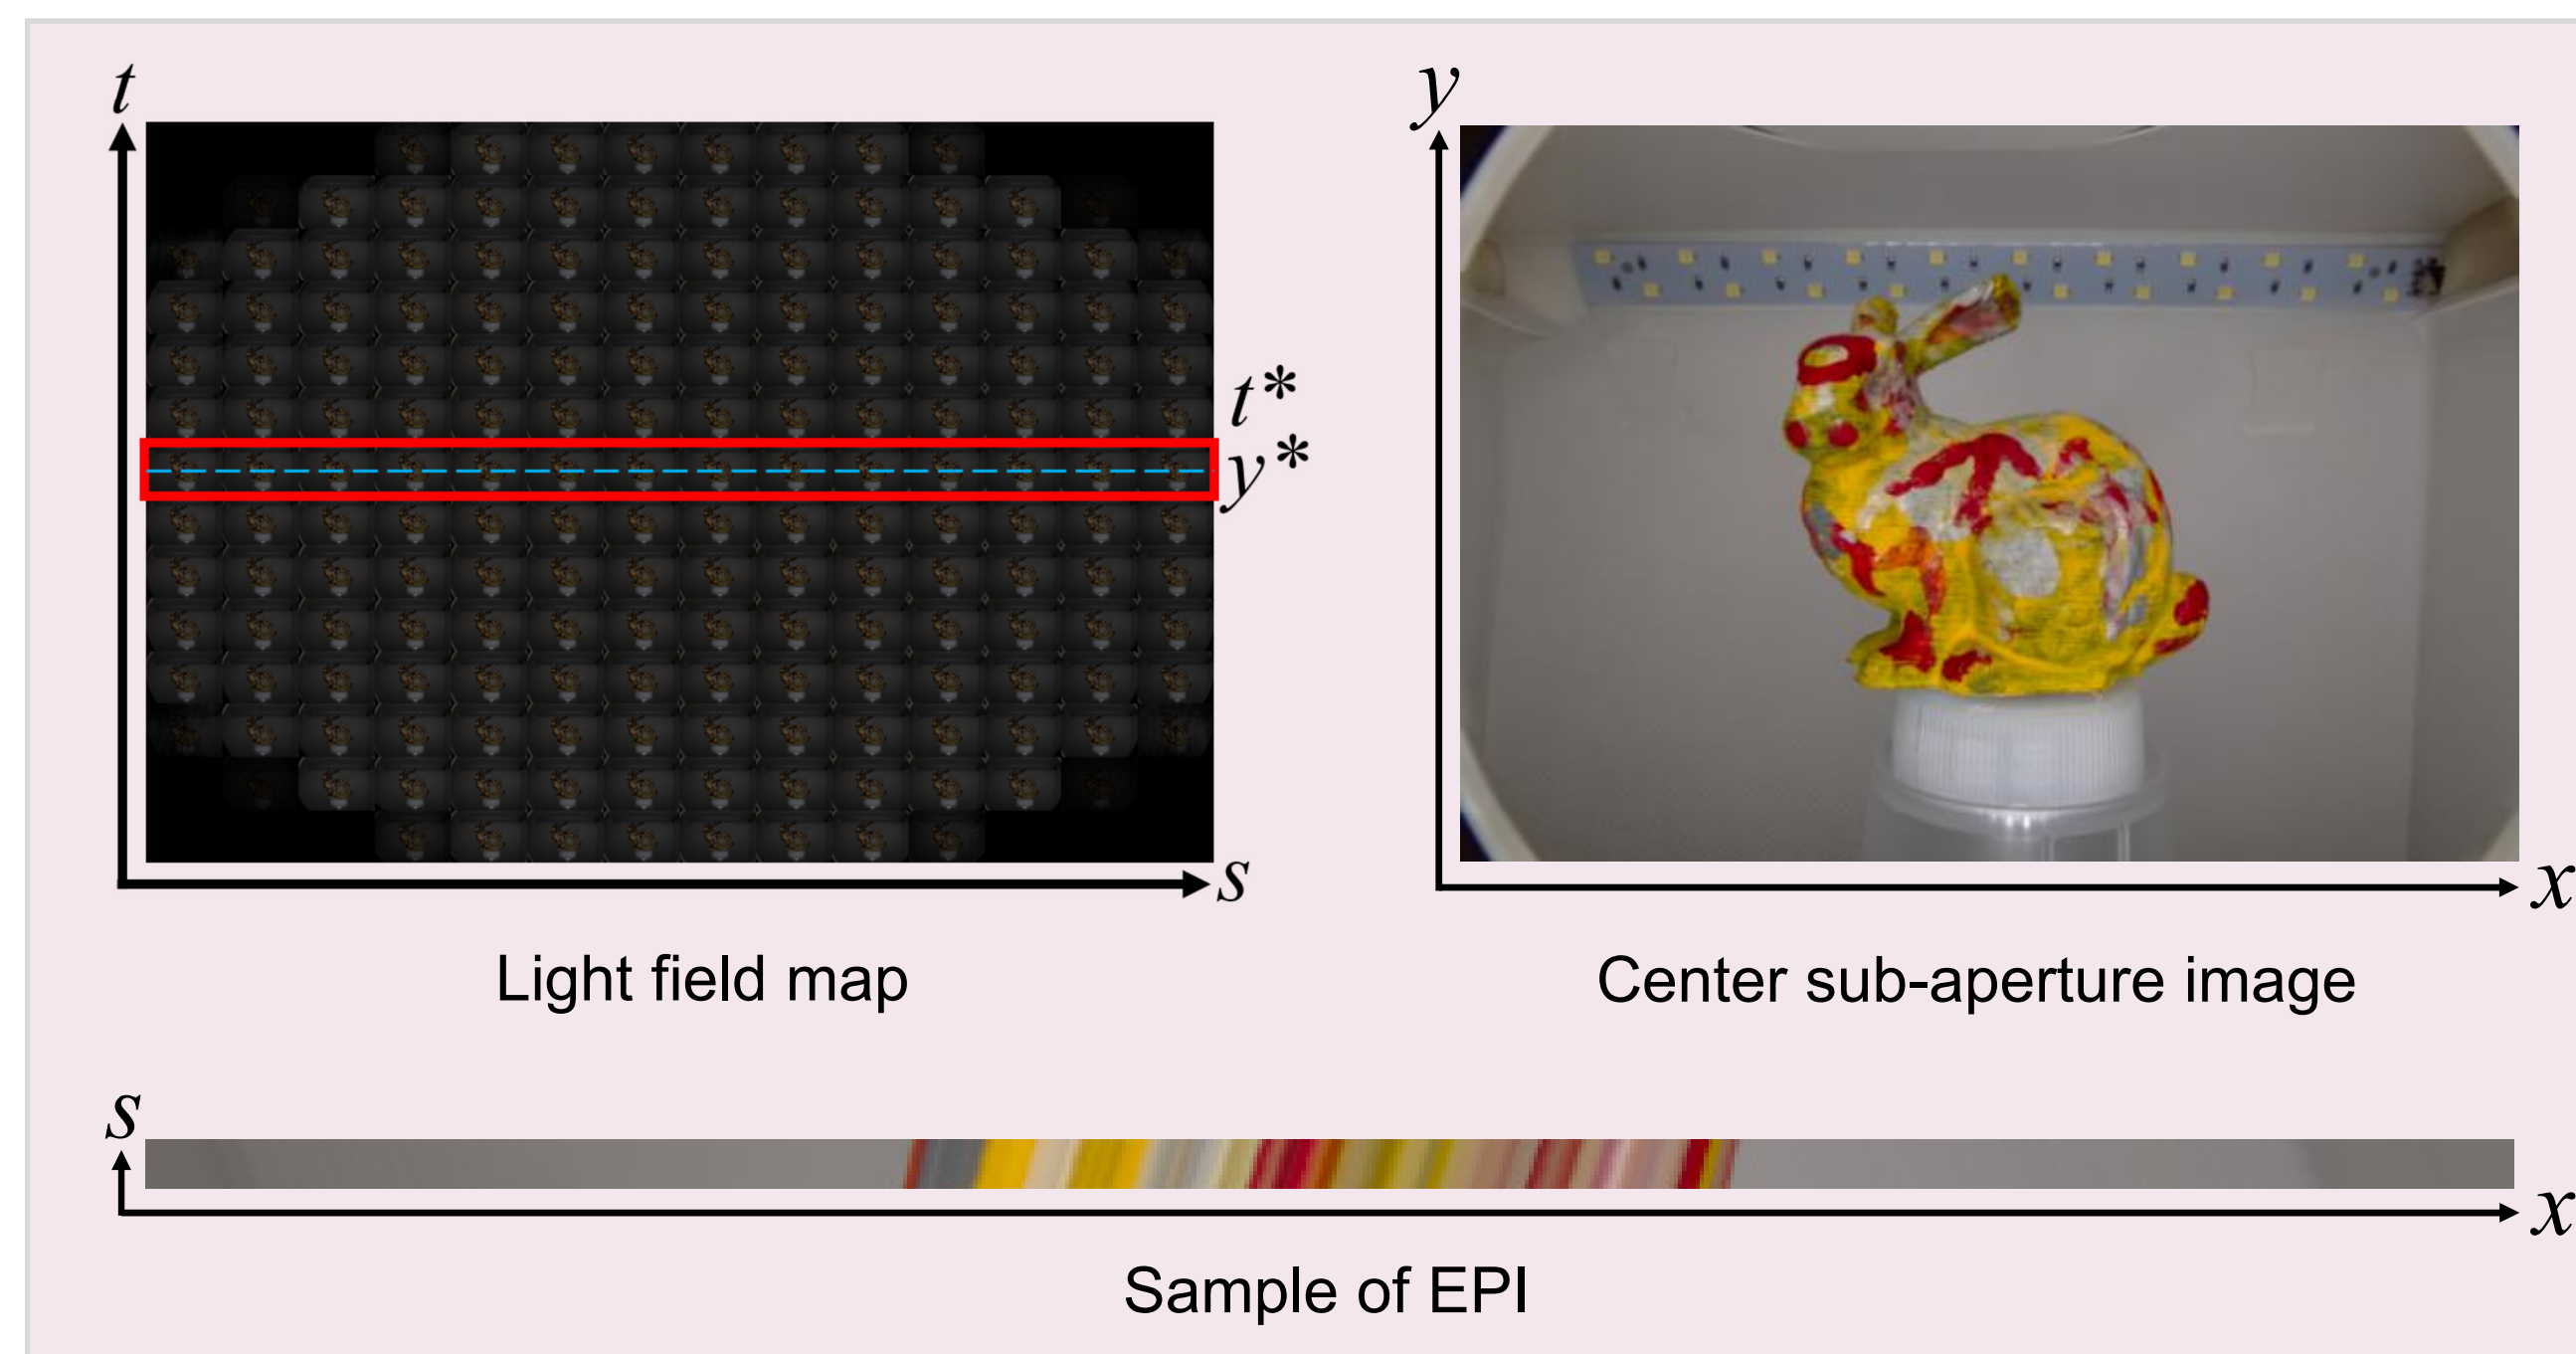 t
y
t*
y*
s
x
Light field map
Center sub-aperture image
s
x
Sample of EPI